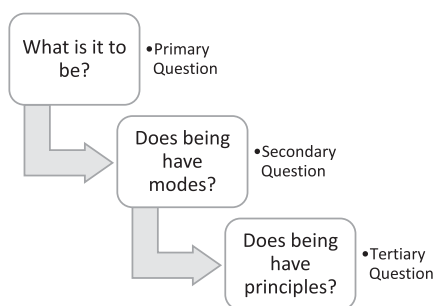 What is it to
be?
•Primary
Question
Does being
have
modes?
•Secondary
Question
Does being
have
principles?
•Tertiary
Question